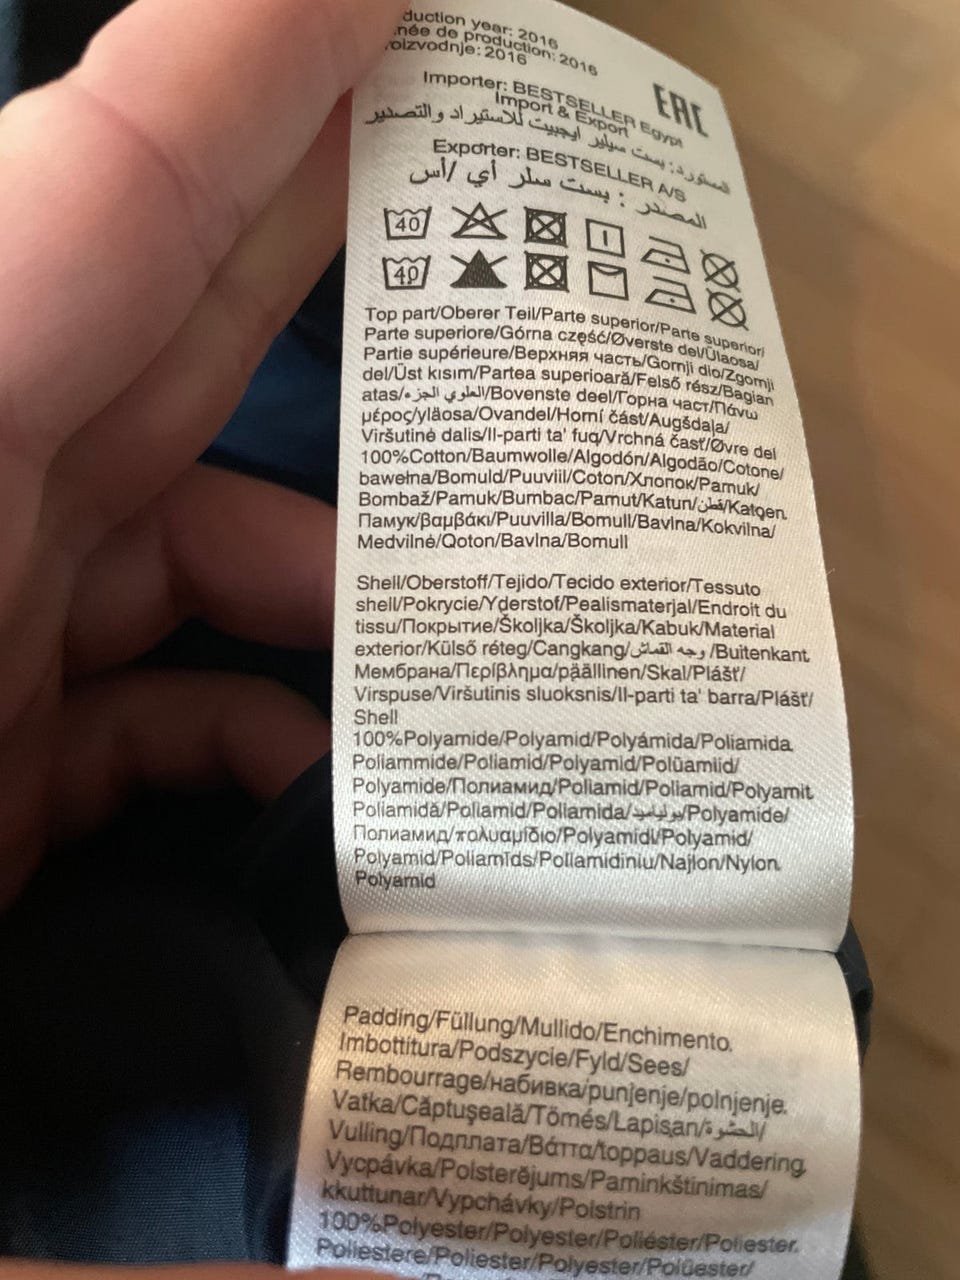 duction year: 2016
née de production: 2016
oizvodnje: 2016
EAC
Importer: BESTSELLER Egypt
Import & Export
المستورد: بست سيلير ايجيبت للاستيراد والتصدير
Exporter: BESTSELLER A/S
المصدر : بست سلر أي /أس
40
40
Top part/Oberer Teil/Parte superior/Parte superior/
Parte superiore/Górna część/Øverste del/Ülaosa/
Partie supérieure/Верхняя часть/Gornji dio/Zgornji
del/Üst kısım/Partea superioară/Felső rész/Bagian
atas/العلوي الجزء/Bovenste deel/Горна част/Πάνω
μέρος/yläosa/Ovandel/Horní část/Augšdaļa/
Viršutinė dalis/Il-parti ta' fuq/Vrchná časť/Øvre del
100%Cotton/Baumwolle/Algodón/Algodão/Cotone/
bawełna/Bomuld/Puuviil/Coton/Хлопок/Pamuk/
Bombaž/Pamuk/Bumbac/Pamut/Katun/قطن/Katoen
Памук/βαμβάκι/Puuvilla/Bomull/Bavlna/Kokvilna/
Medvilnė/Qoton/Bavlna/Bomull
Shell/Oberstoff/Tejido/Tecido exterior/Tessuto
shell/Pokrycie/Yderstof/Pealismaterjal/Endroit du
tissu/Покрытие/Školjka/Školjka/Kabuk/Material
exterior/Külső réteg/Cangkang/وجه القماش/Buitenkant
Мембрана/Περίβλημα/päällinen/Skal/Plášť/
Virspuse/Viršutinis sluoksnis/Il-parti ta' barra/Plášť/
Shell
100%Polyamide/Polyamid/Polyámida/Poliamida
Poliammide/Poliamid/Polyamid/Polüamiid/
Polyamide/Полиамид/Poliamid/Poliamid/Polyamit
Poliamidă/Poliamid/Poliamida/بولياميد/Polyamide/
Полиамид/πολυαμίδιο/Polyamidi/Polyamid/
Polyamid/Poliamīds/Poliamidiniu/Najlon/Nylon
Polyamid
Padding/Füllung/Mullido/Enchimento
Imbottitura/Podszycie/Fyld/Sees/
Rembourrage/набивка/punjenje/polnjenje
Vatka/Căptușeală/Tömés/Lapisan/الحشوة/
Vulling/Подплата/Βάττα/toppaus/Vaddering
Vycpávka/Polsterējums/Paminkštinimas/
kkuttunar/Vypchávky/Polstrin
100%Polyester/Polyester/Poliéster/Poliester
Poliestere/Poliester/Polyester/Polüester/